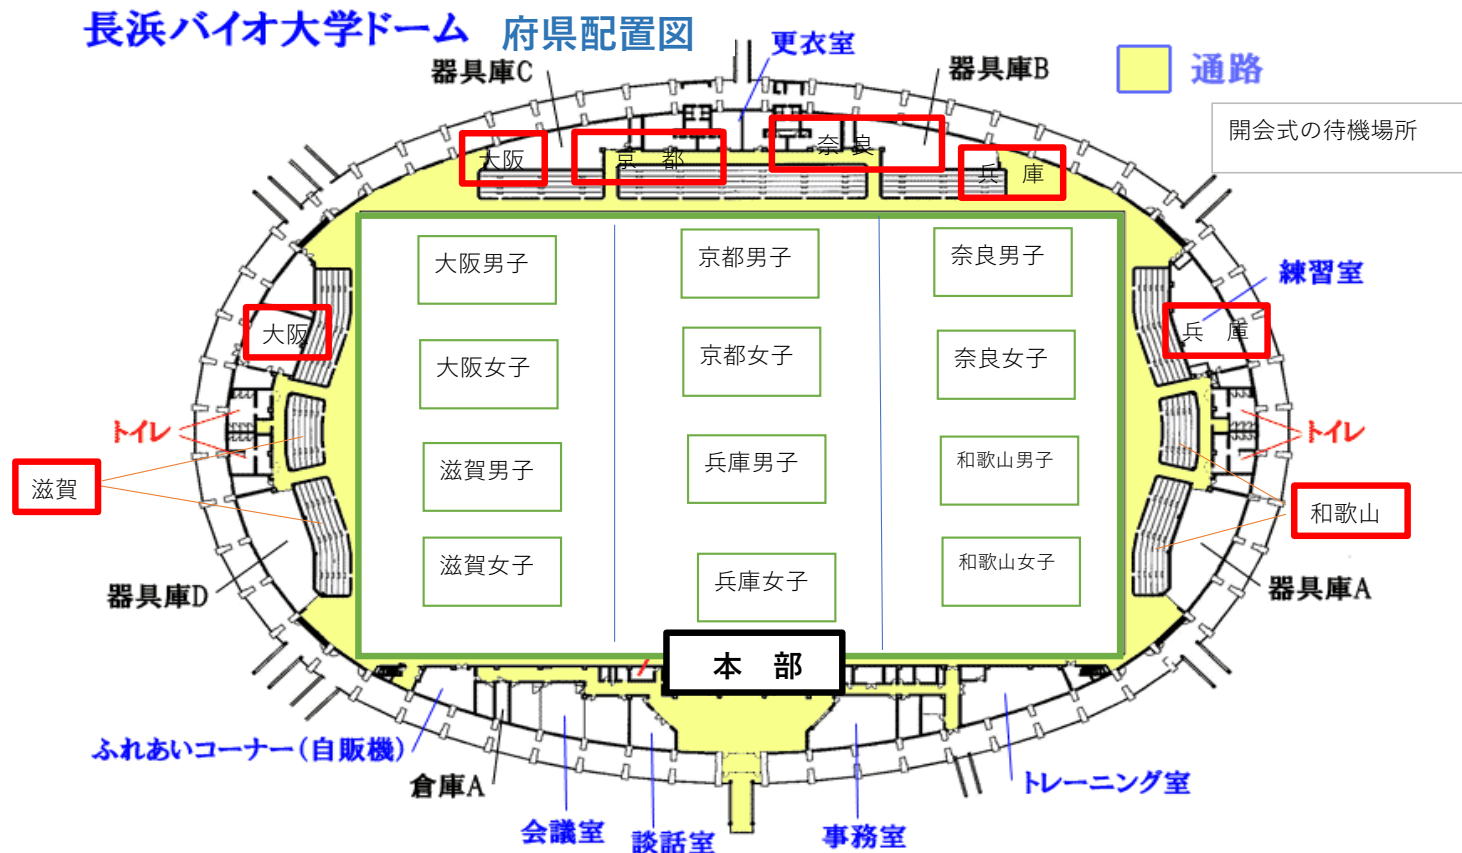 長浜バイオ大学ドーム 府県配置図
更衣室
器具庫C
器具庫B
通路
開会式の待機場所
大阪
京 都
奈 良
兵 庫
大阪男子
京都男子
奈良男子
練習室
大阪
兵 庫
大阪女子
京都女子
奈良女子
トイレ
トイレ
滋賀
滋賀男子
兵庫男子
和歌山男子
和歌山
滋賀女子
兵庫女子
和歌山女子
器具庫D
器具庫A
本 部
ふれあいコーナー(自販機)
倉庫A
会議室
談話室
事務室
トレーニング室